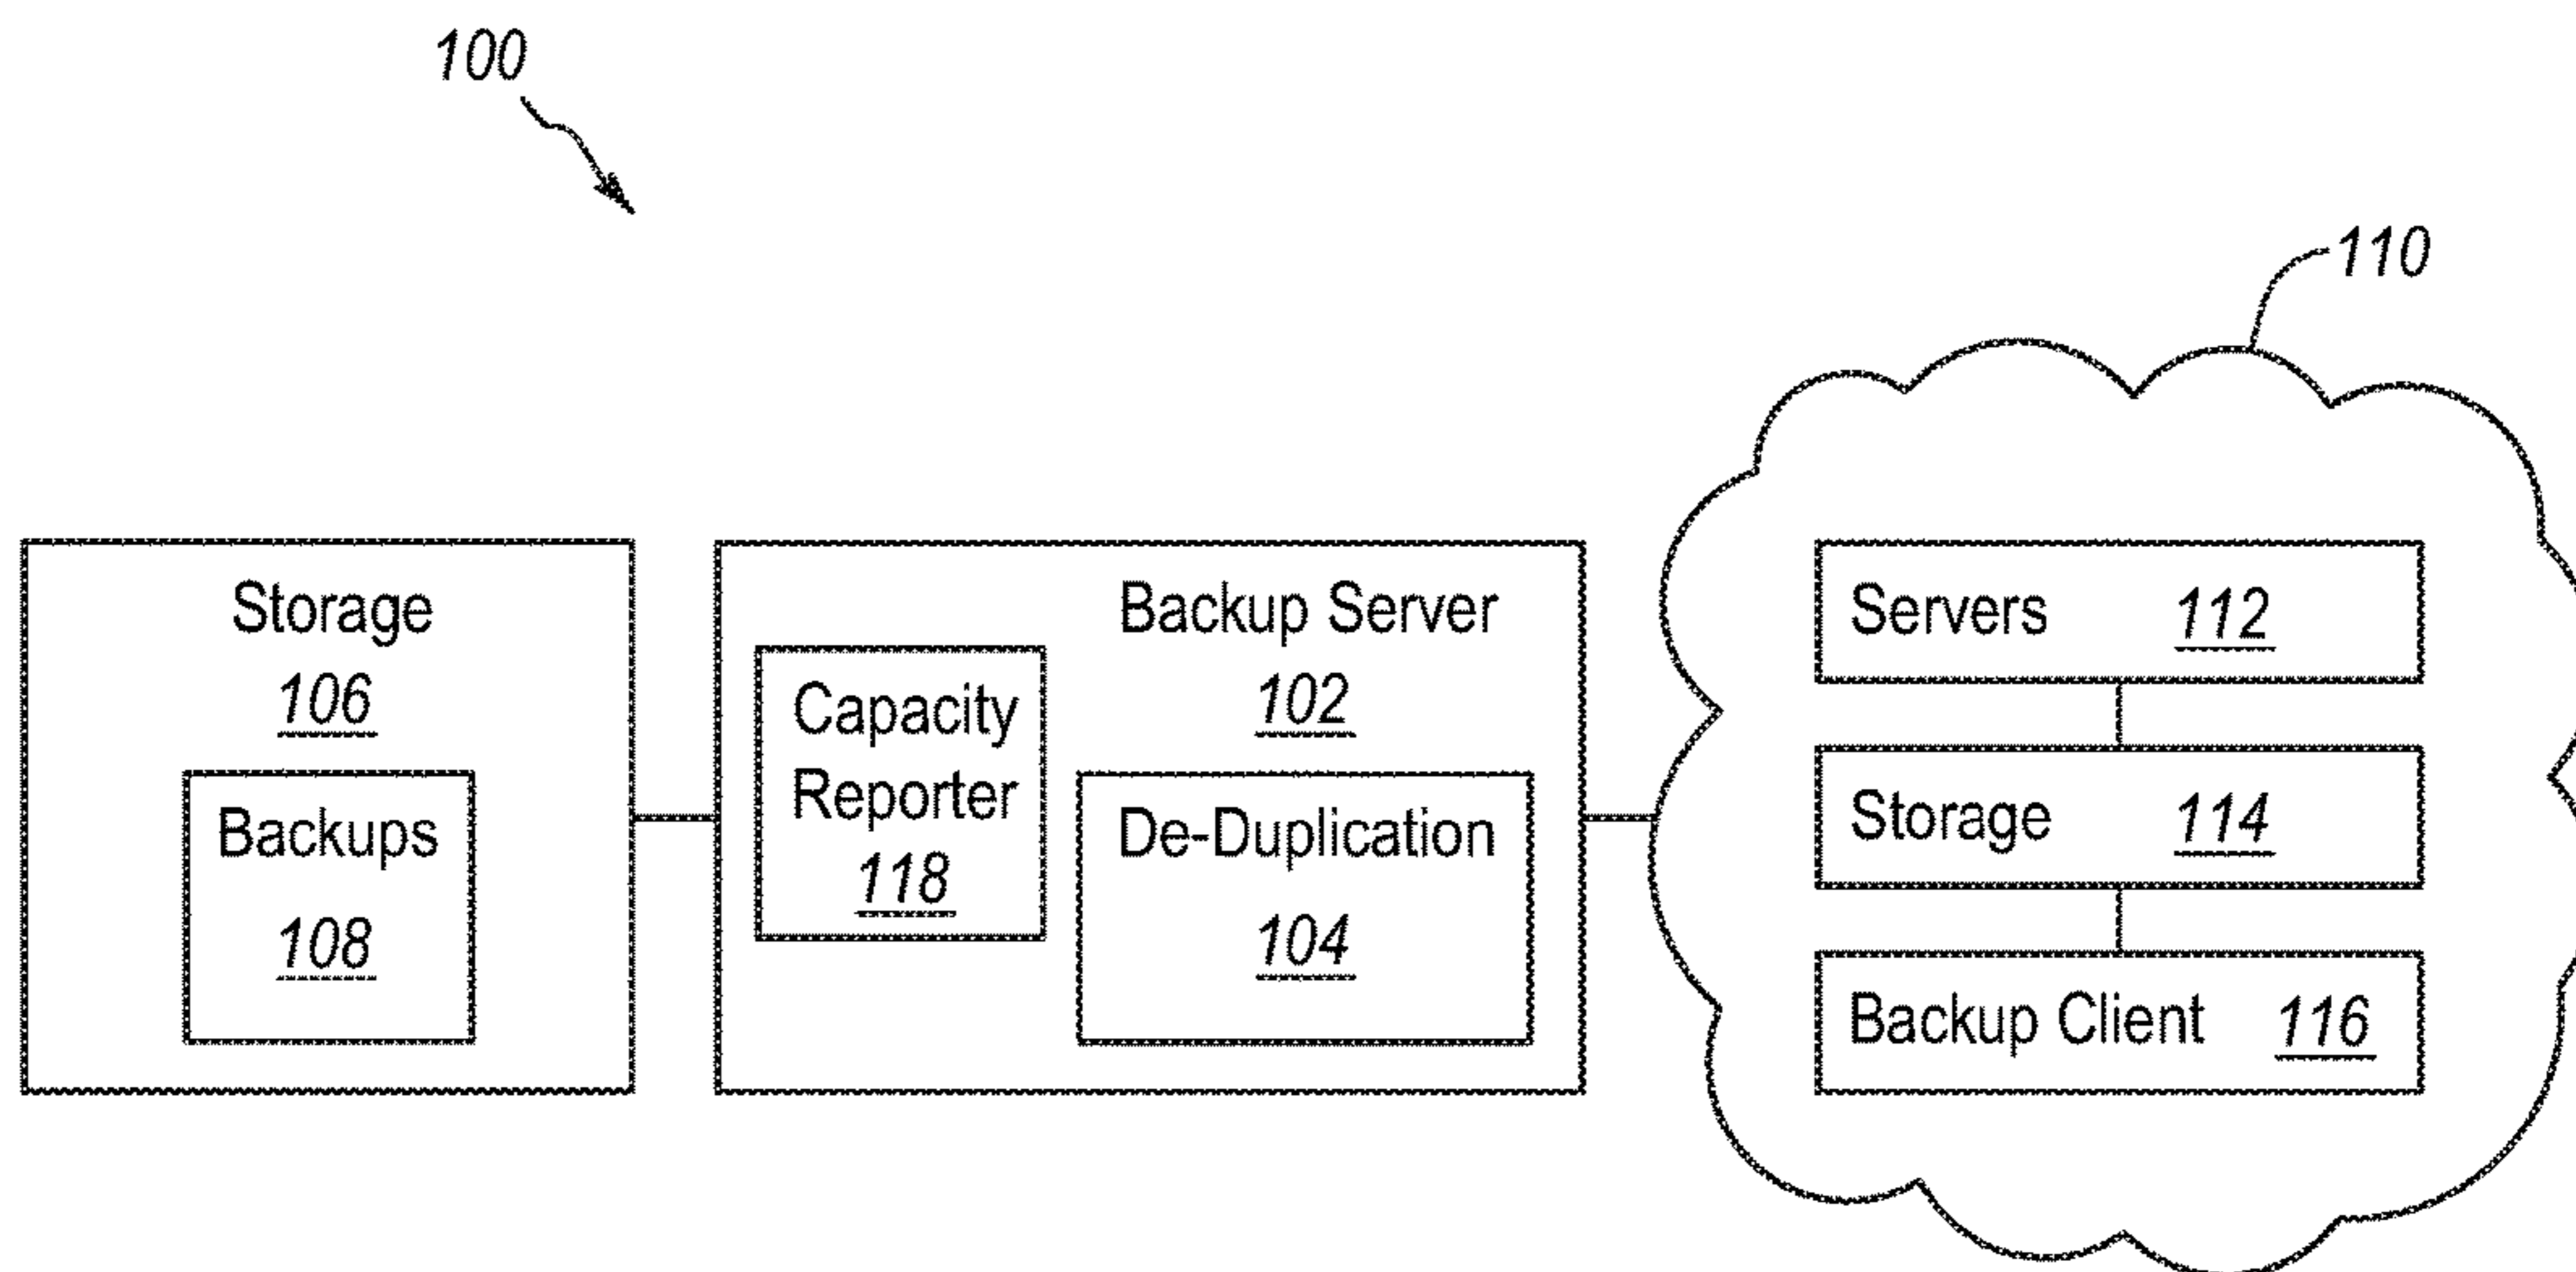 100
110
Storage
106
Backups
108
Backup Server
102
Capacity
Reporter
118
De-Duplication
104
Servers 112
Storage 114
Backup Client 116